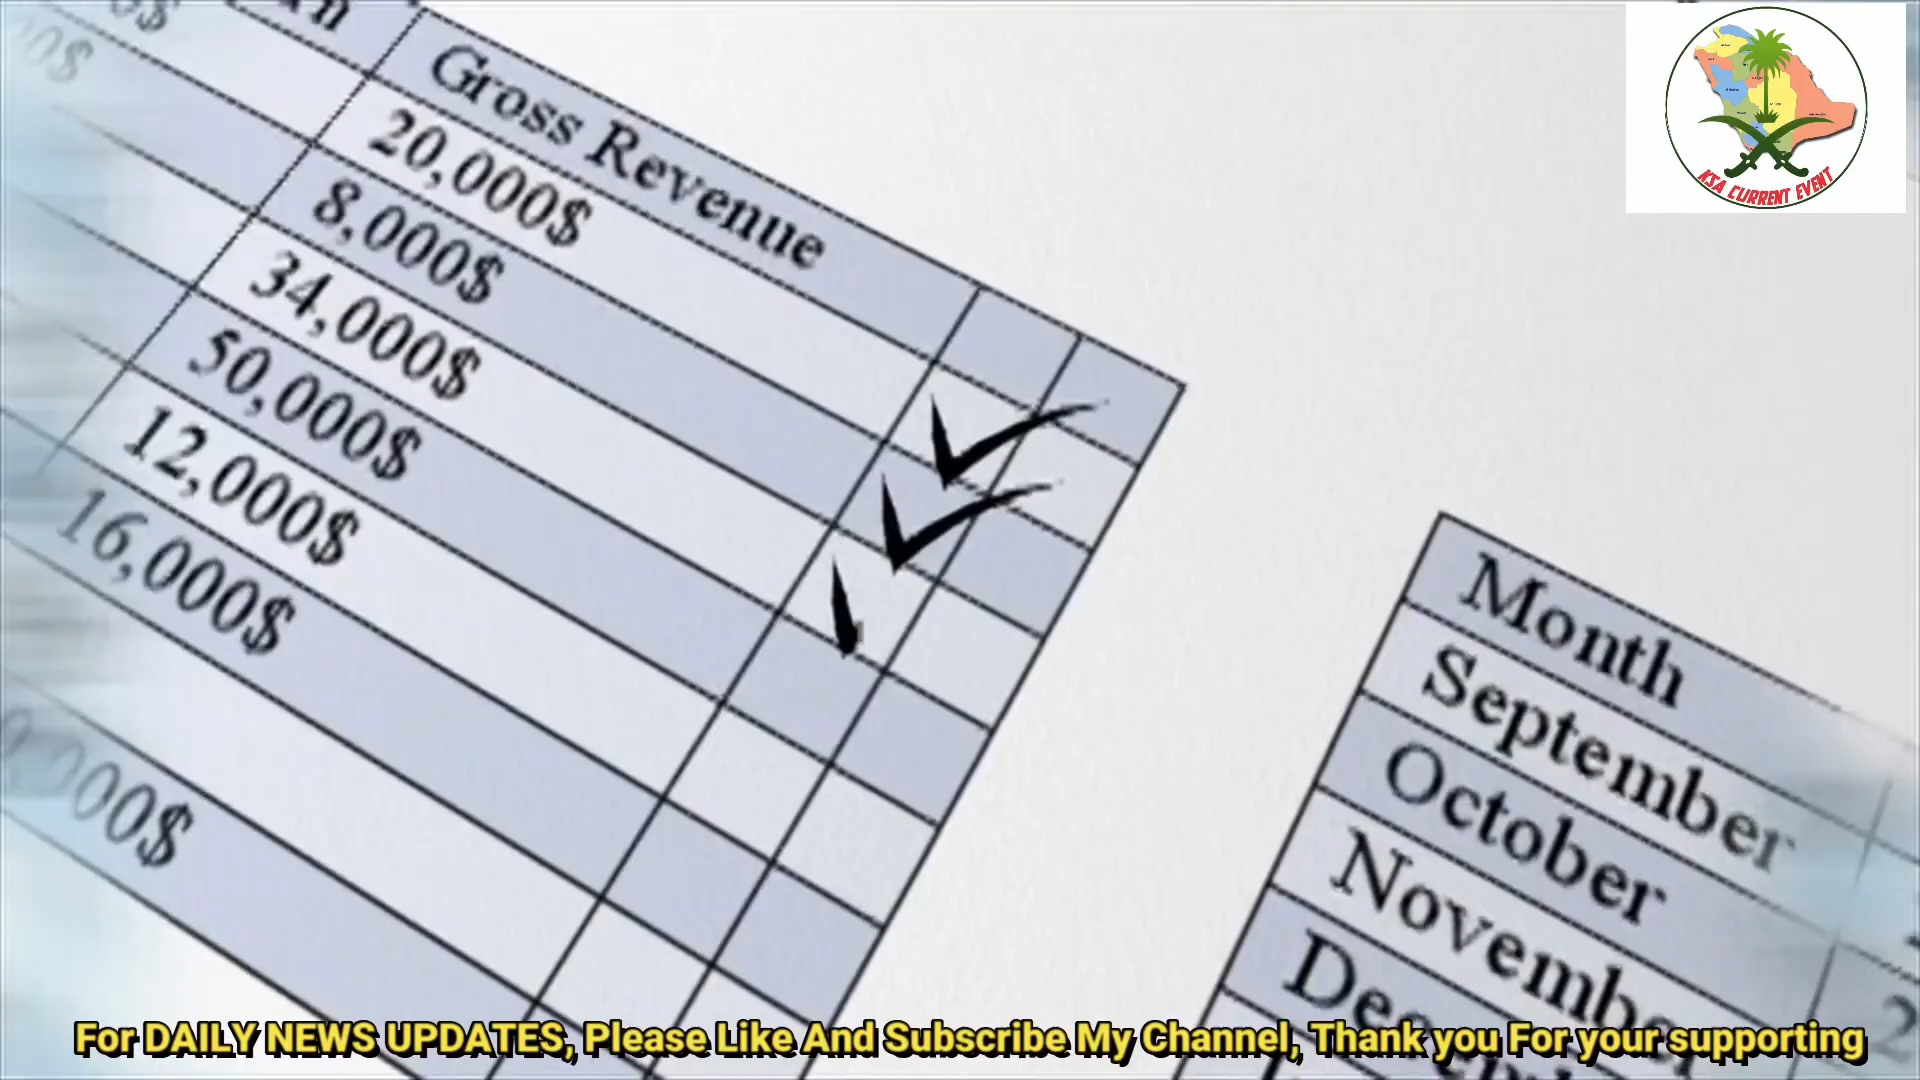 Gross Revenue
20,000$
8,000$
34,000$
50,000$
12,000$
16,000$
Month
September
October
November
KSA CURRENT EVENT
For DAILY NEWS UPDATES, Please Like And Subscribe My Channel, Thank you For your supporting